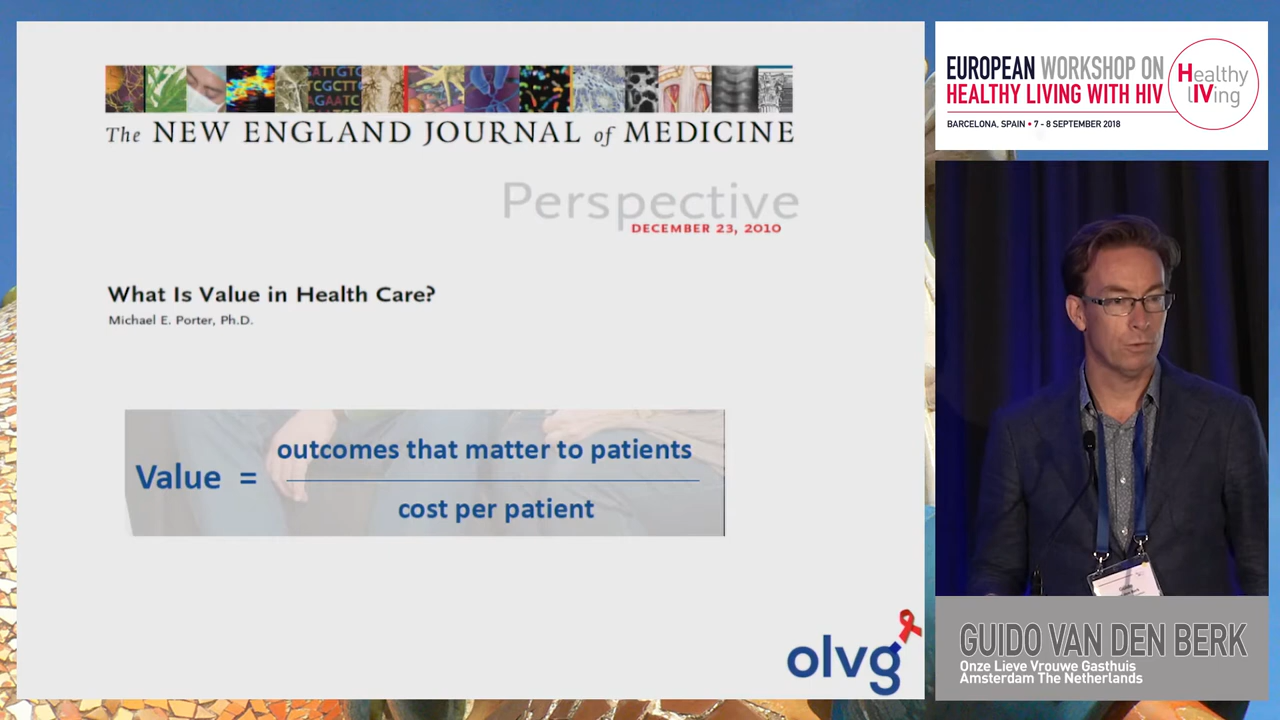 The NEW ENGLAND JOURNAL of MEDICINE
Perspective
DECEMBER 23, 2010
What Is Value in Health Care?
Michael E. Porter, Ph.D.
Value = outcomes that matter to patients
cost per patient
olvg
EUROPEAN WORKSHOP ON
HEALTHY LIVING WITH HIV
BARCELONA, SPAIN • 7 - 8 SEPTEMBER 2018
Healthy
lIVing
GUIDO VAN DEN BERK
Onze Lieve Vrouwe Gasthuis
Amsterdam The Netherlands